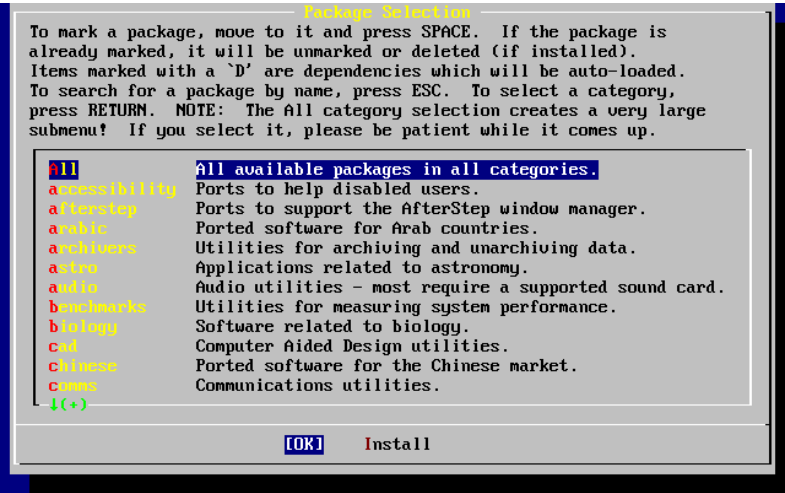 Package Selection
To mark a package, move to it and press SPACE.  If the package is
already marked, it will be unmarked or deleted (if installed).
Items marked with a `D' are dependencies which will be auto-loaded.
To search for a package by name, press ESC.  To select a category,
press RETURN.  NOTE:  The All category selection creates a very large
submenu!  If you select it, please be patient while it comes up.
All All available packages in all categories.
accessibility Ports to help disabled users.
afterstep Ports to support the AfterStep window manager.
arabic Ported software for Arab countries.
archivers Utilities for archiving and unarchiving data.
astro Applications related to astronomy.
audio Audio utilities - most require a supported sound card.
benchmarks Utilities for measuring system performance.
biology Software related to biology.
cad Computer Aided Design utilities.
chinese Ported software for the Chinese market.
comms Communications utilities.
↓(+)
[OK] Install